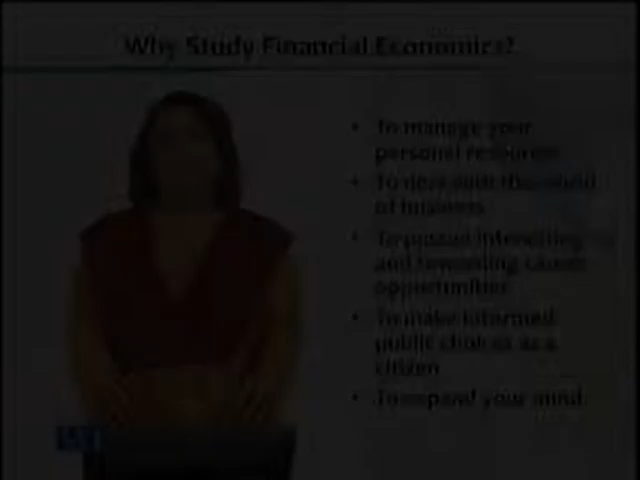 Why Study Financial Economics?
• To manage your
personal resources
• To deal with the world
of business
• To pursue interesting
and rewarding career
opportunities
• To make informed
public choices as a
citizen
• To expand your mind